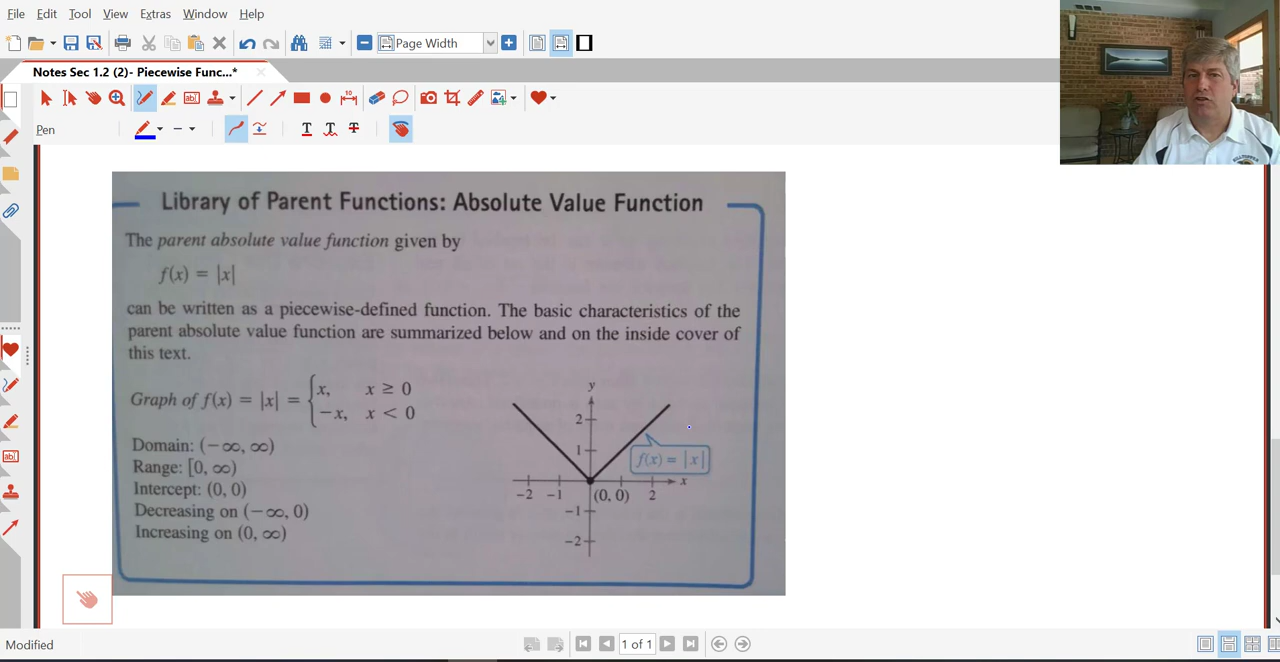 File Edit Tool View Extras Window Help
Page Width
Notes Sec 1.2 (2)- Piecewise Func...*
Pen
Library of Parent Functions: Absolute Value Function
The parent absolute value function given by
f(x) = |x|
can be written as a piecewise-defined function. The basic characteristics of the
parent absolute value function are summarized below and on the inside cover of
this text.
Graph of f(x) = |x| = { x, x ≥ 0
−x, x < 0
Domain: (−∞, ∞)
Range: [0, ∞)
Intercept: (0, 0)
Decreasing on (−∞, 0)
Increasing on (0, ∞)
y
2
1
f(x) = |x|
x
−2 −1 (0, 0) 2
−1
−2
Modified
1 of 1